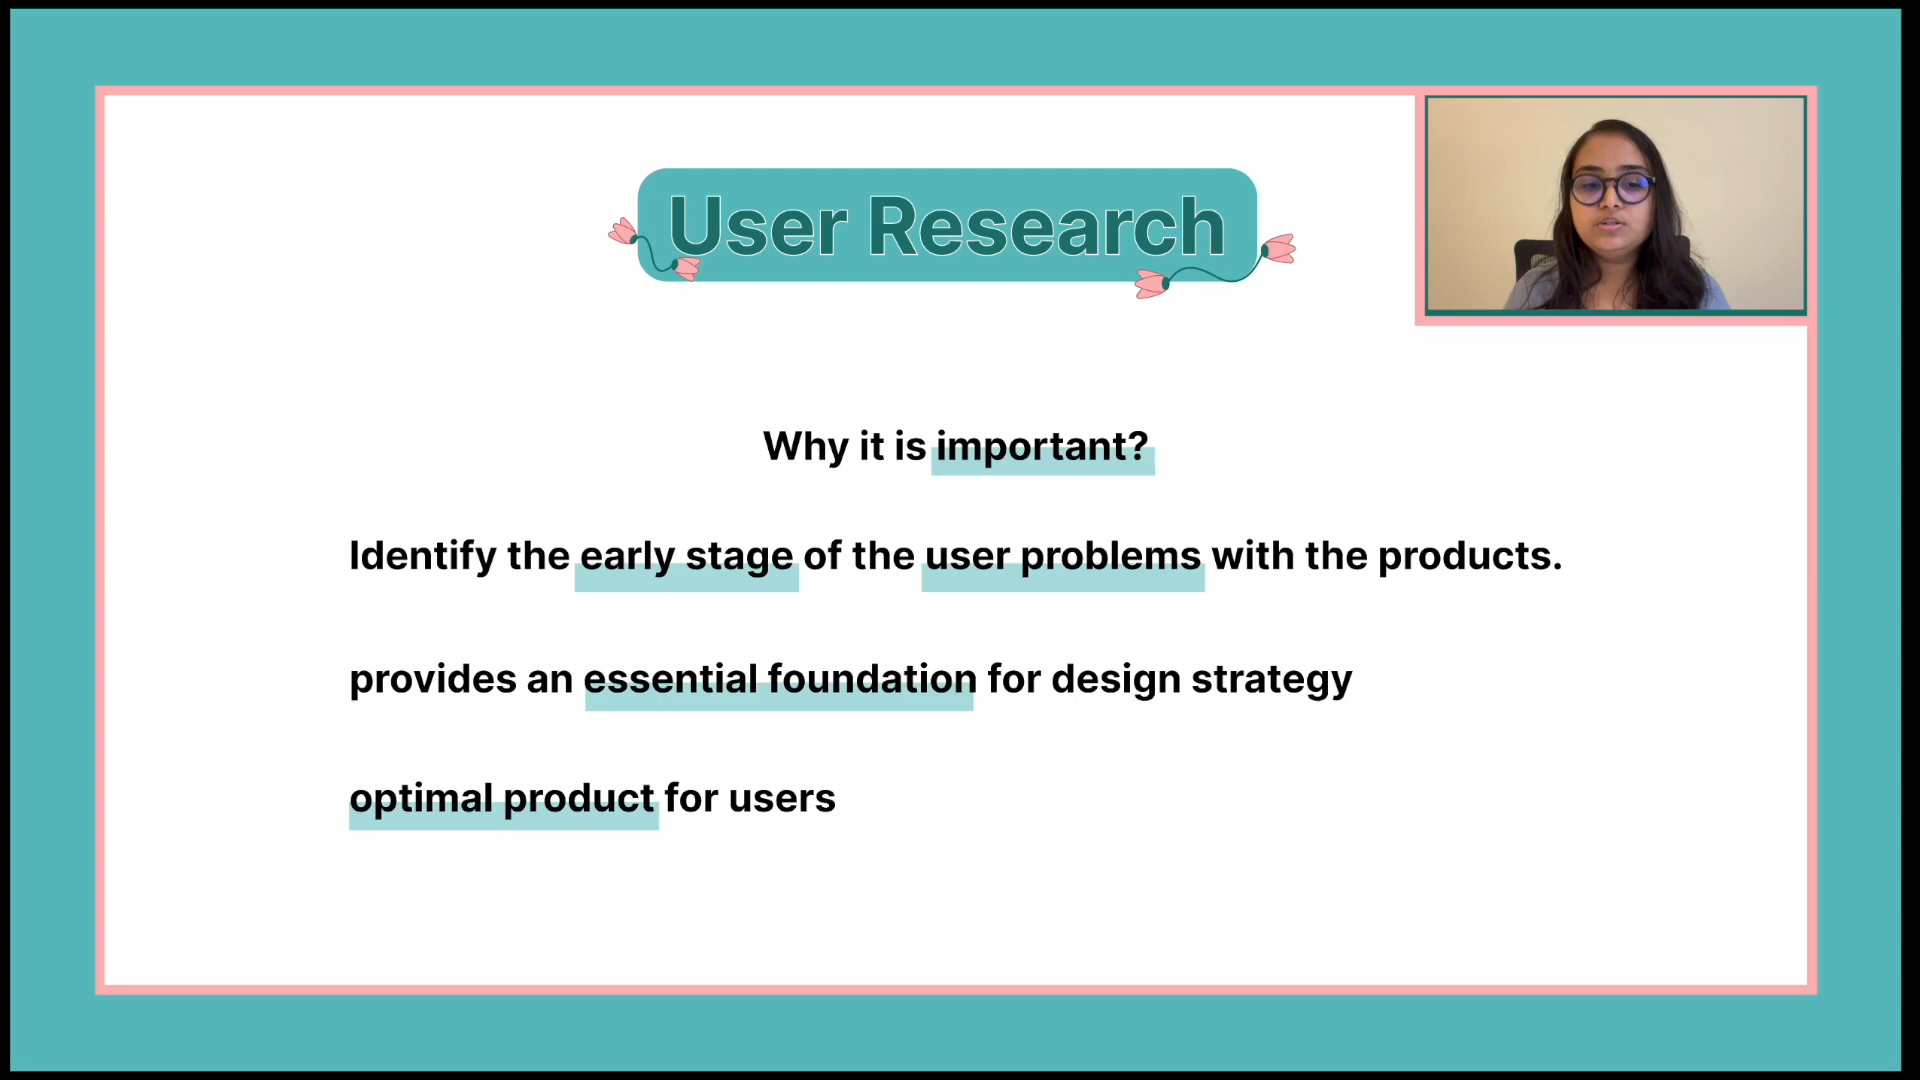 User Research
Why it is important?
Identify the early stage of the user problems with the products.
provides an essential foundation for design strategy
optimal product for users